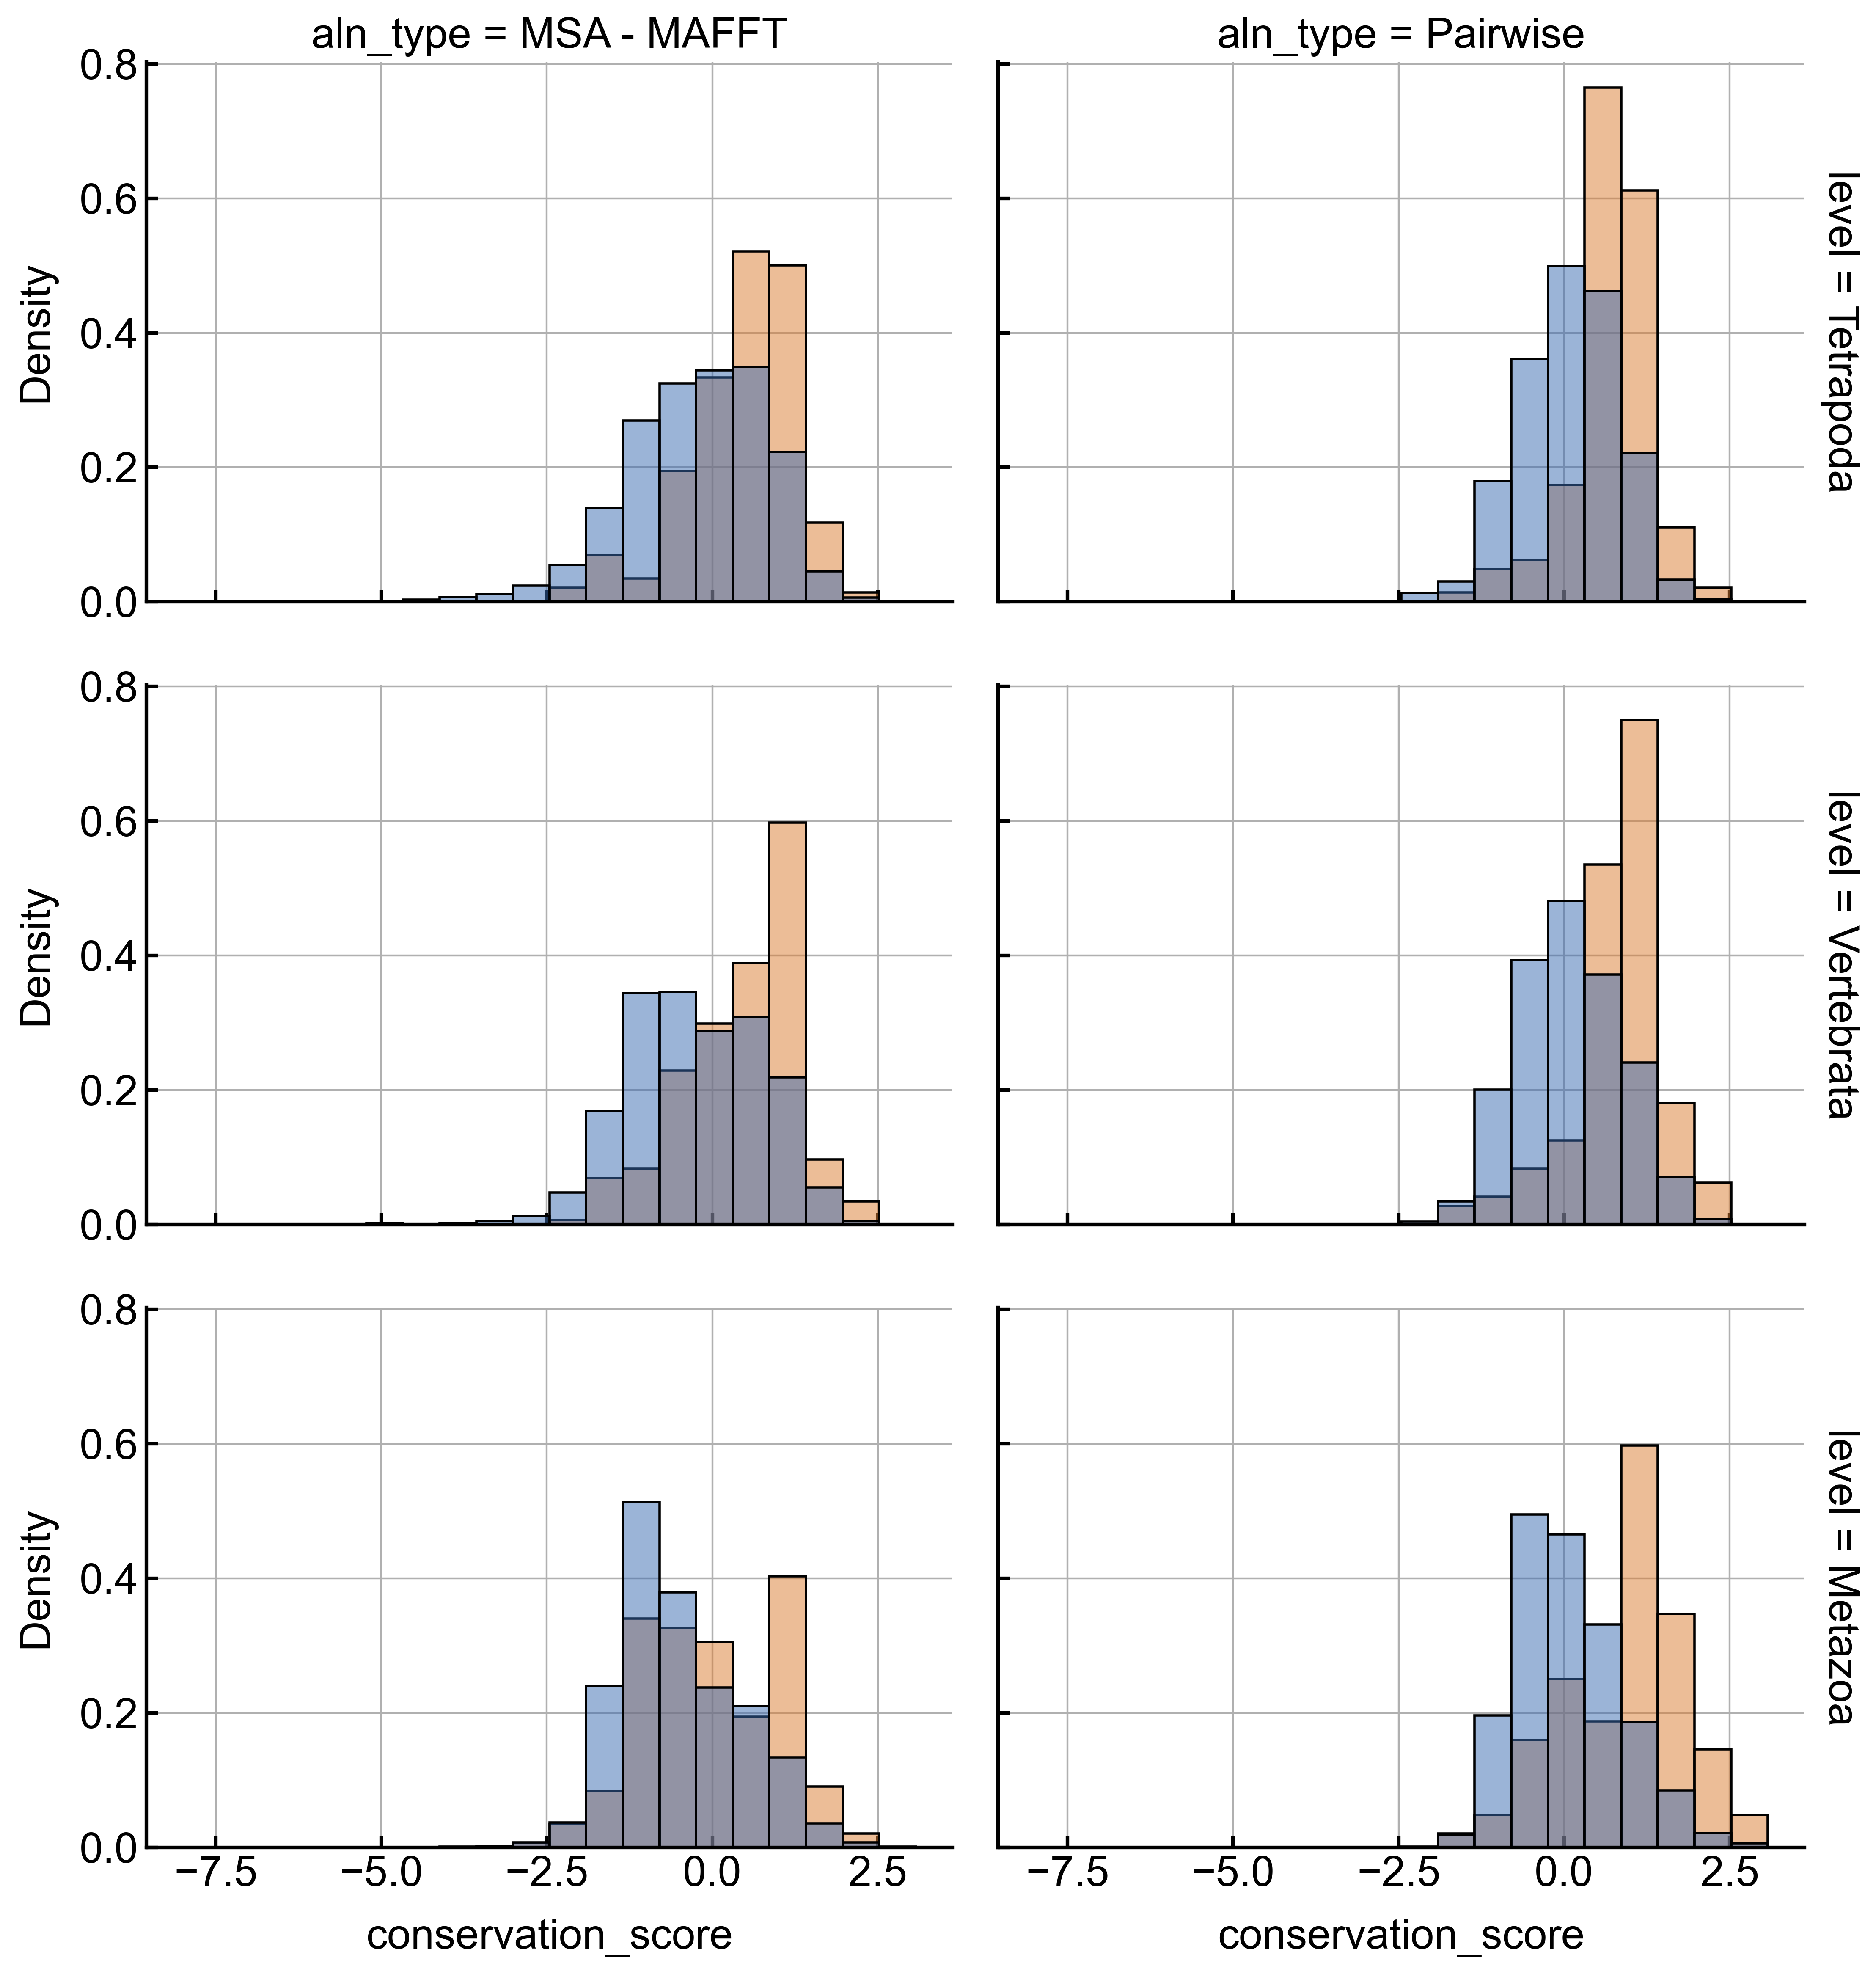 aln_type = MSA - MAFFT
aln_type = Pairwise
0.8
0.6
0.4
0.2
0.0
Density
level = Tetrapoda
0.8
0.6
0.4
0.2
0.0
Density
level = Vertebrata
0.8
0.6
0.4
0.2
0.0
Density
level = Metazoa
−7.5 −5.0 −2.5 0.0 2.5
−7.5 −5.0 −2.5 0.0 2.5
conservation_score
conservation_score